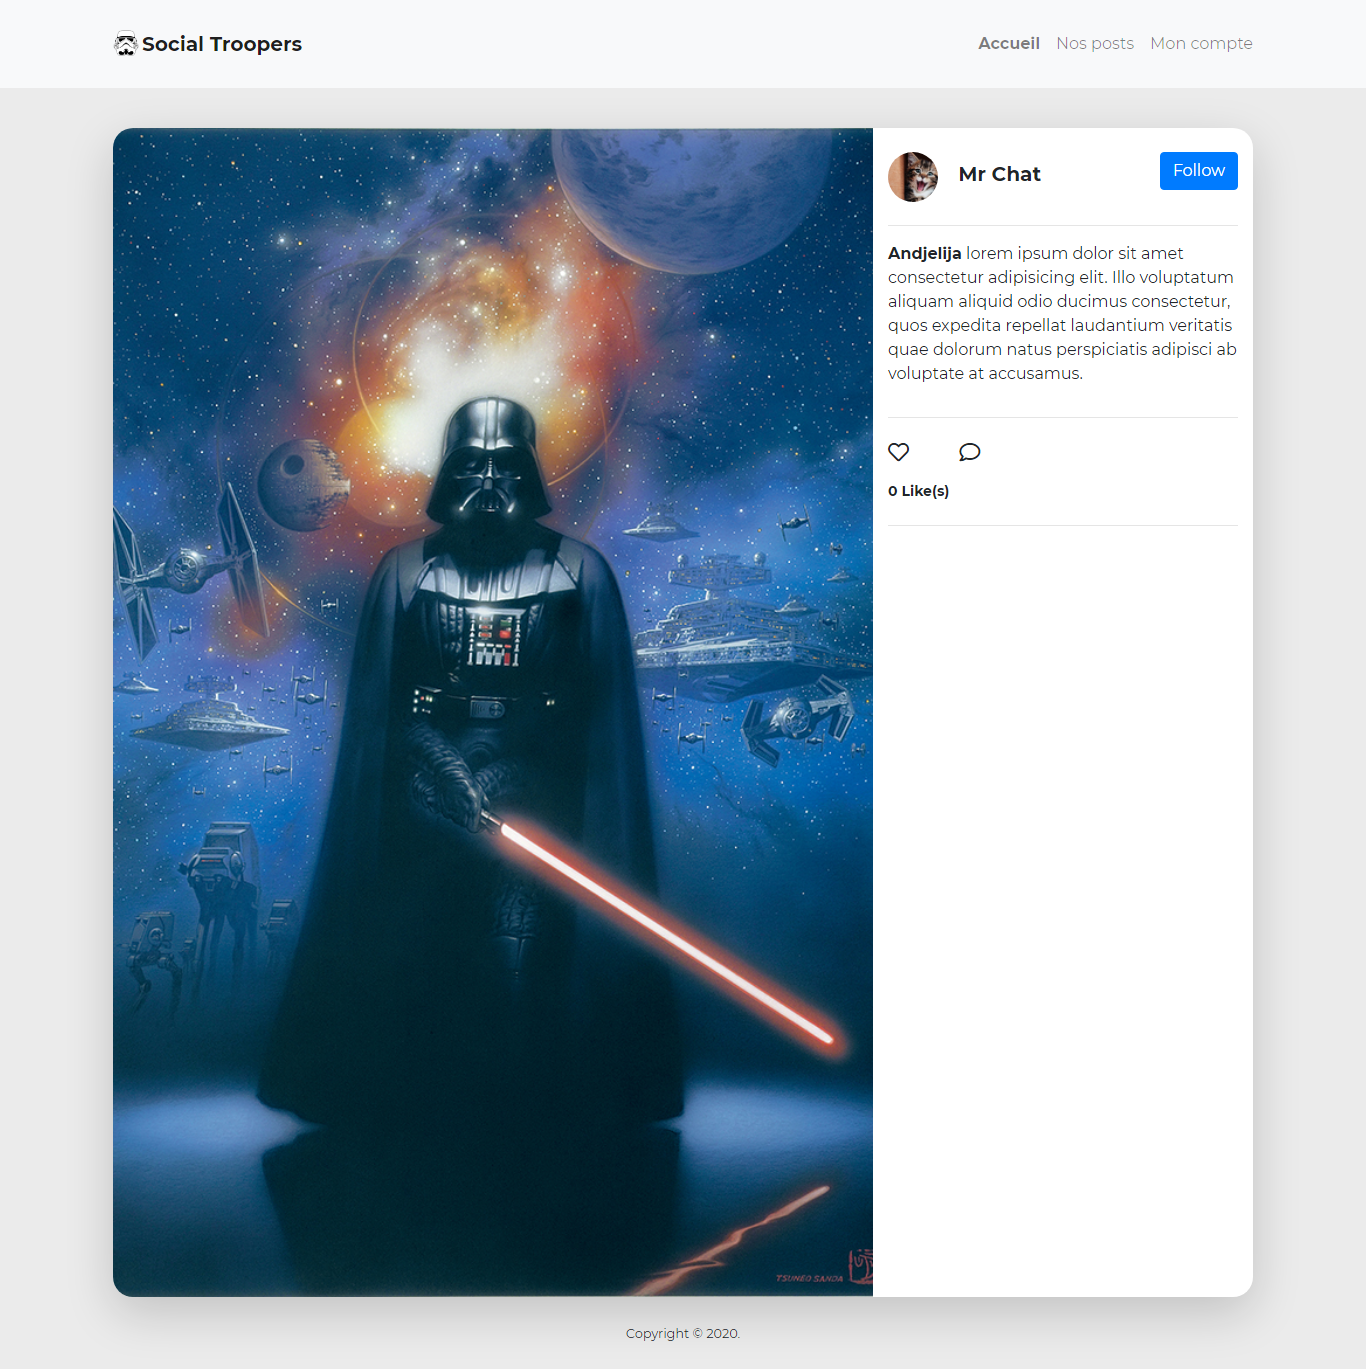 Social Troopers
Accueil Nos posts Mon compte
Mr Chat
Follow
Andjelija lorem ipsum dolor sit amet
consectetur adipisicing elit. Illo voluptatum
aliquam aliquid odio ducimus consectetur,
quos expedita repellat laudantium veritatis
quae dolorum natus perspiciatis adipisci ab
voluptate at accusamus.
0 Like(s)
TSUNEO SANDA
Copyright © 2020.